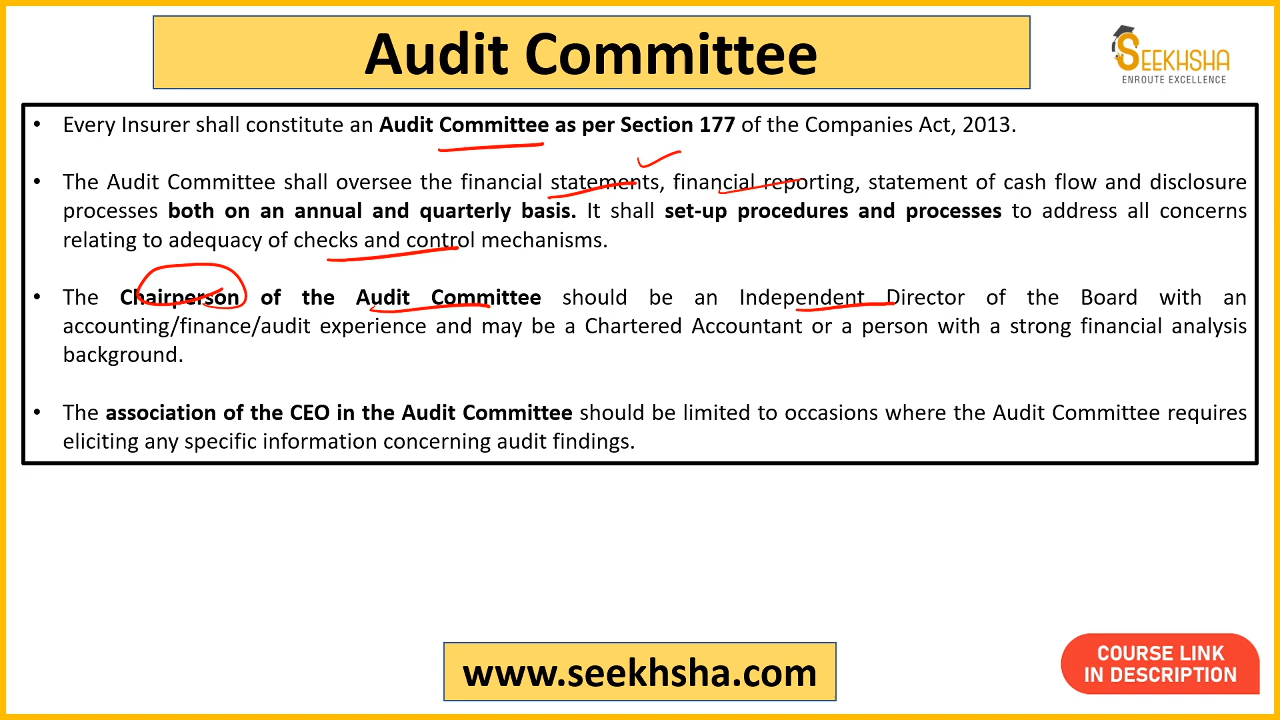 Audit Committee
SEEKHSHA
ENROUTE EXCELLENCE
• Every Insurer shall constitute an Audit Committee as per Section 177 of the Companies Act, 2013.
• The Audit Committee shall oversee the financial statements, financial reporting, statement of cash flow and disclosure
processes both on an annual and quarterly basis. It shall set-up procedures and processes to address all concerns
relating to adequacy of checks and control mechanisms.
• The Chairperson of the Audit Committee should be an Independent Director of the Board with an
accounting/finance/audit experience and may be a Chartered Accountant or a person with a strong financial analysis
background.
• The association of the CEO in the Audit Committee should be limited to occasions where the Audit Committee requires
eliciting any specific information concerning audit findings.
www.seekhsha.com
COURSE LINK
IN DESCRIPTION